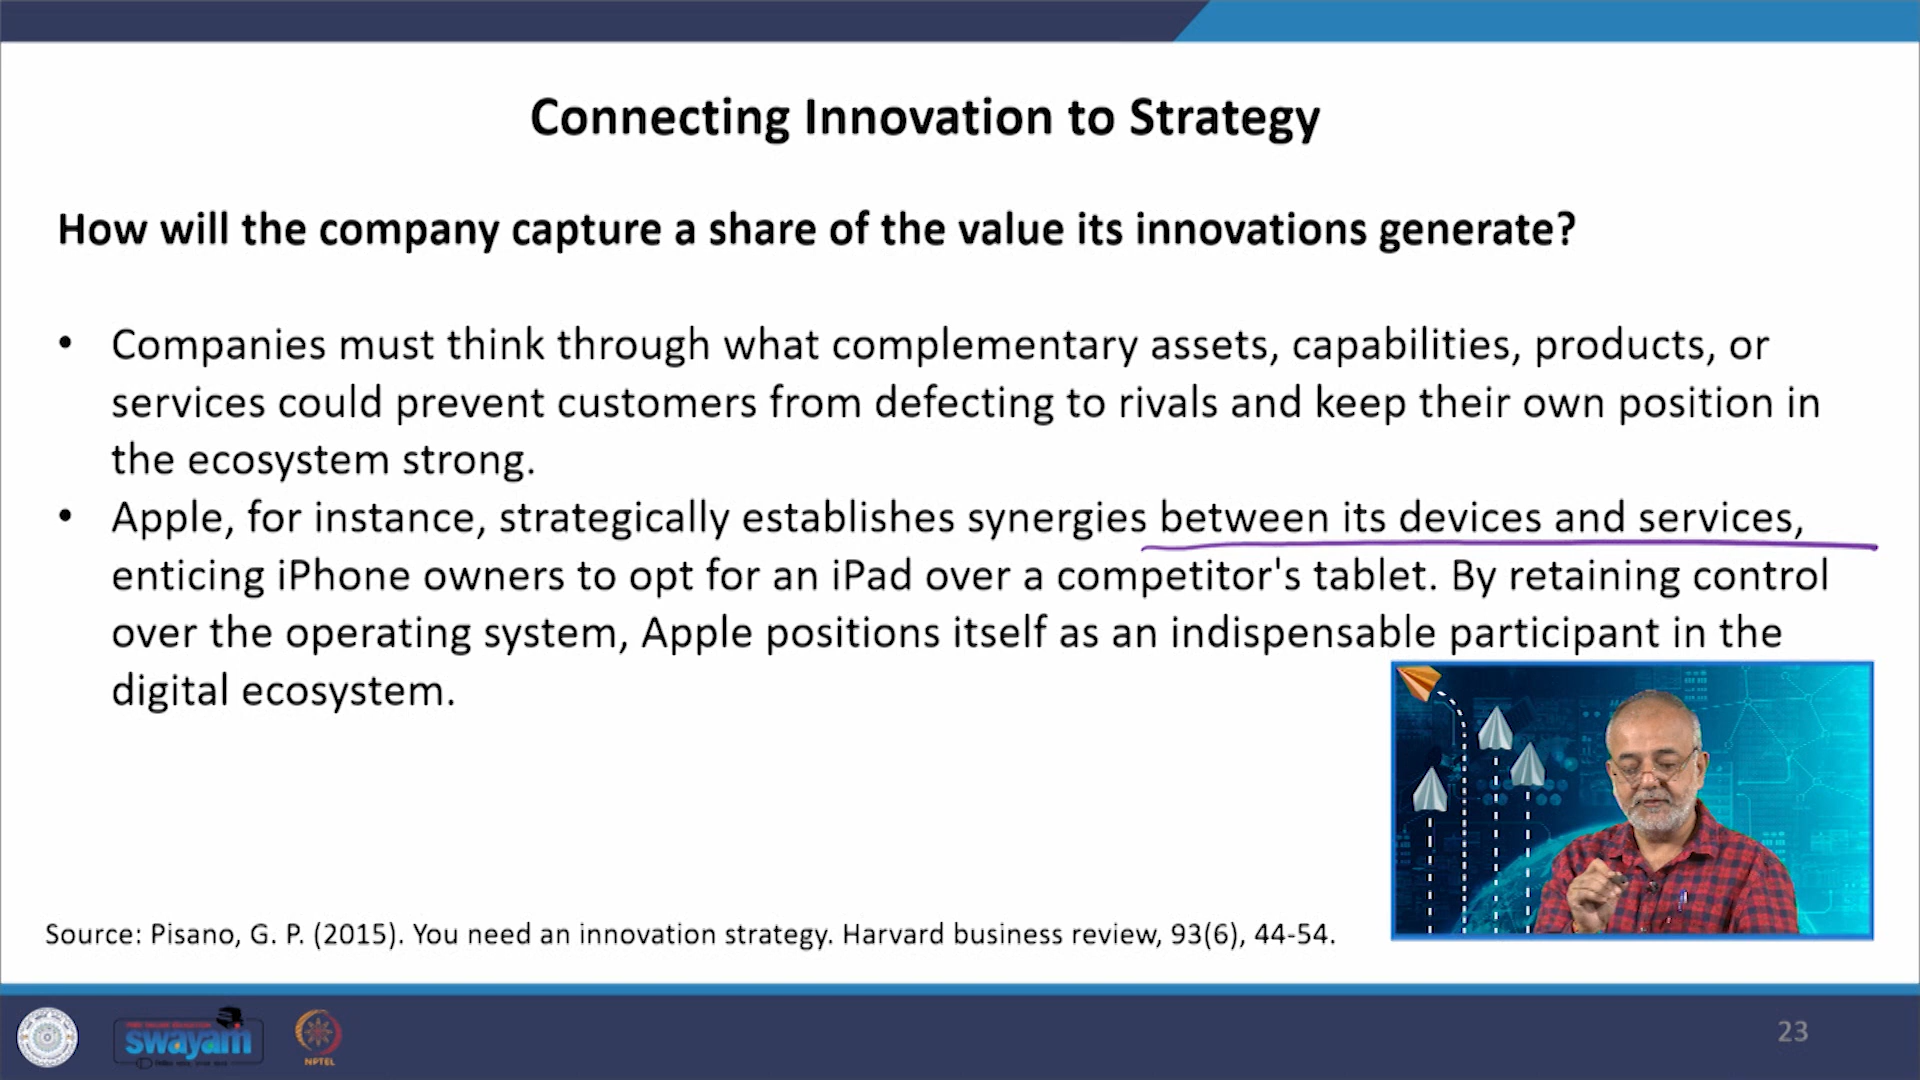 Connecting Innovation to Strategy
How will the company capture a share of the value its innovations generate?
• Companies must think through what complementary assets, capabilities, products, or
services could prevent customers from defecting to rivals and keep their own position in
the ecosystem strong.
• Apple, for instance, strategically establishes synergies between its devices and services,
enticing iPhone owners to opt for an iPad over a competitor's tablet. By retaining control
over the operating system, Apple positions itself as an indispensable participant in the
digital ecosystem.
Source: Pisano, G. P. (2015). You need an innovation strategy. Harvard business review, 93(6), 44-54.
swayam
NPTEL
23